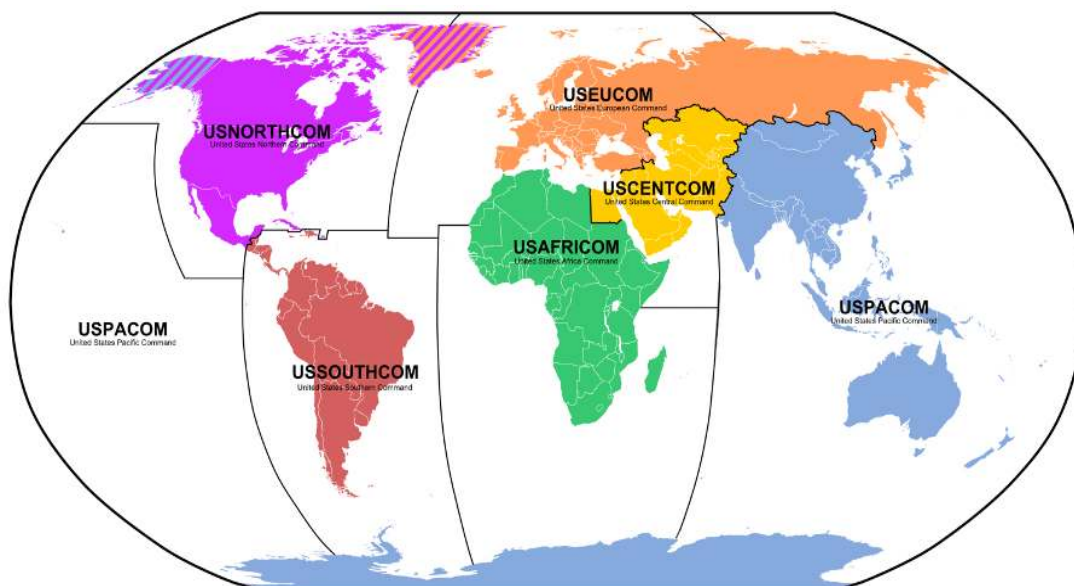 USEUCOM
United States European Command
USNORTHCOM
United States Northern Command
USCENTCOM
United States Central Command
USAFRICOM
United States Africa Command
USPACOM
United States Pacific Command
USPACOM
United States Pacific Command
USSOUTHCOM
United States Southern Command